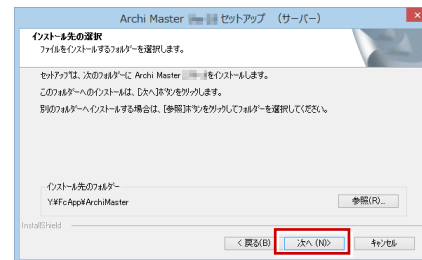 Archi Master セットアップ (サーバー)
インストール先の選択
ファイルをインストールするフォルダーを選択します。
セットアップは、次のフォルダーに Archi Master をインストールします。
このフォルダーへのインストールは、[次へ]ボタンをクリックします。
別のフォルダーへインストールする場合は、[参照]ボタンをクリックしてフォルダーを選択してください。
インストール先のフォルダー
Y:¥FcApp¥ArchiMaster
参照(R)...
InstallShield
< 戻る(B)
次へ (N)>
キャンセル